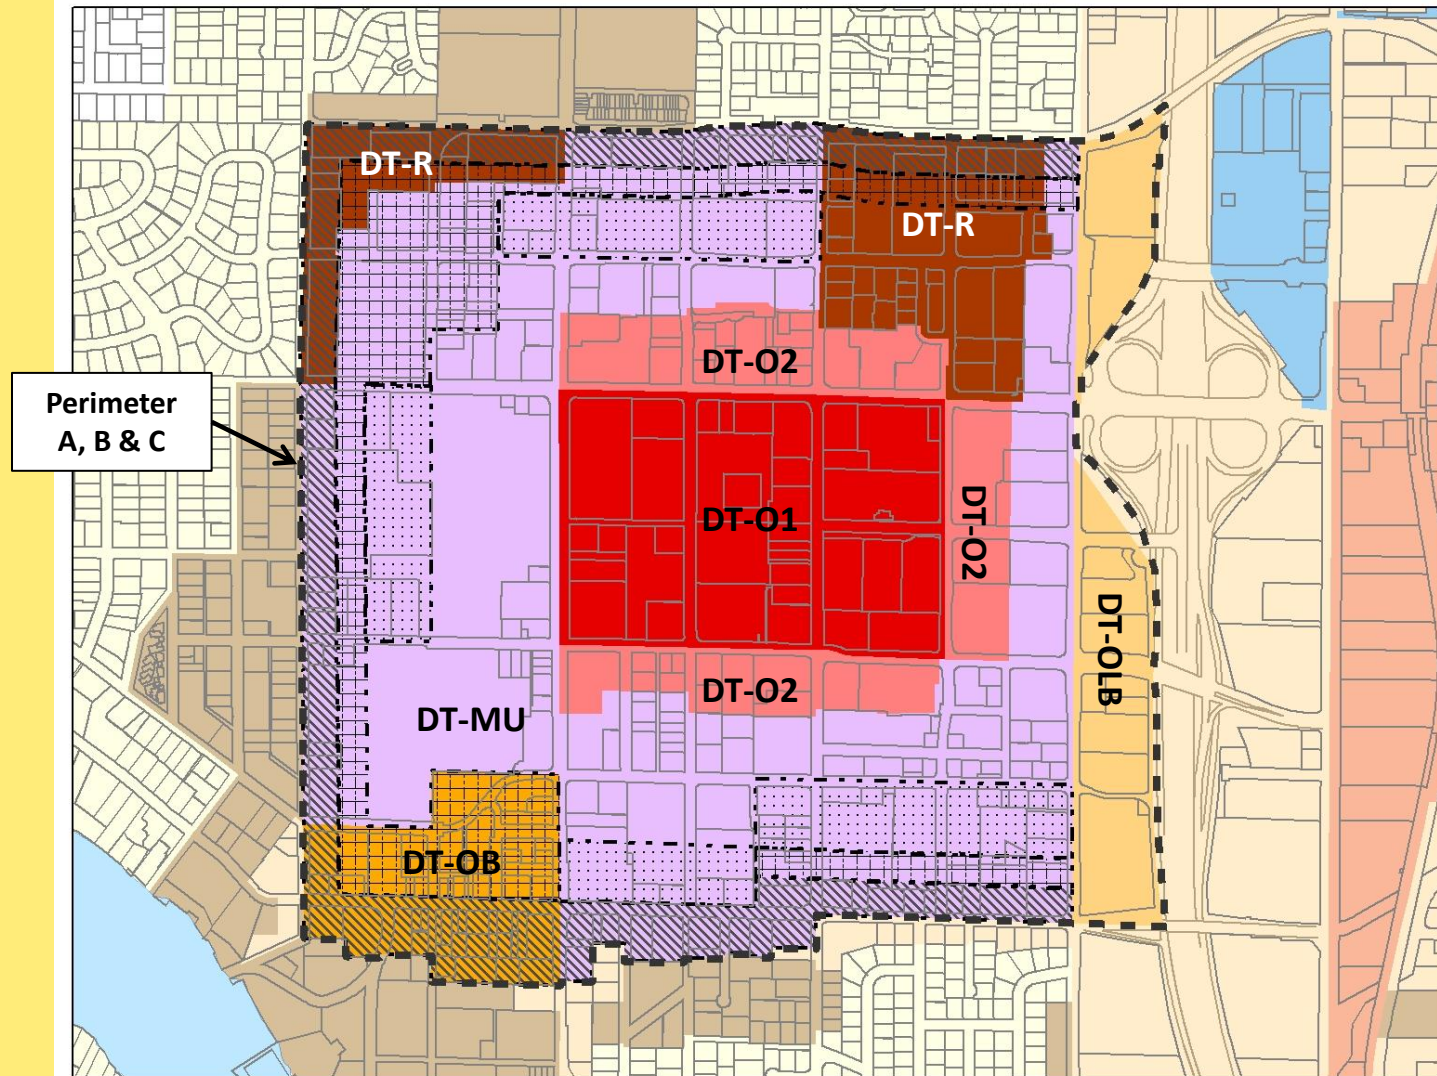 DT-R
DT-R
DT-O2
Perimeter
A, B & C
DT-O1
DT-O2
DT-OLB
DT-O2
DT-MU
DT-OB